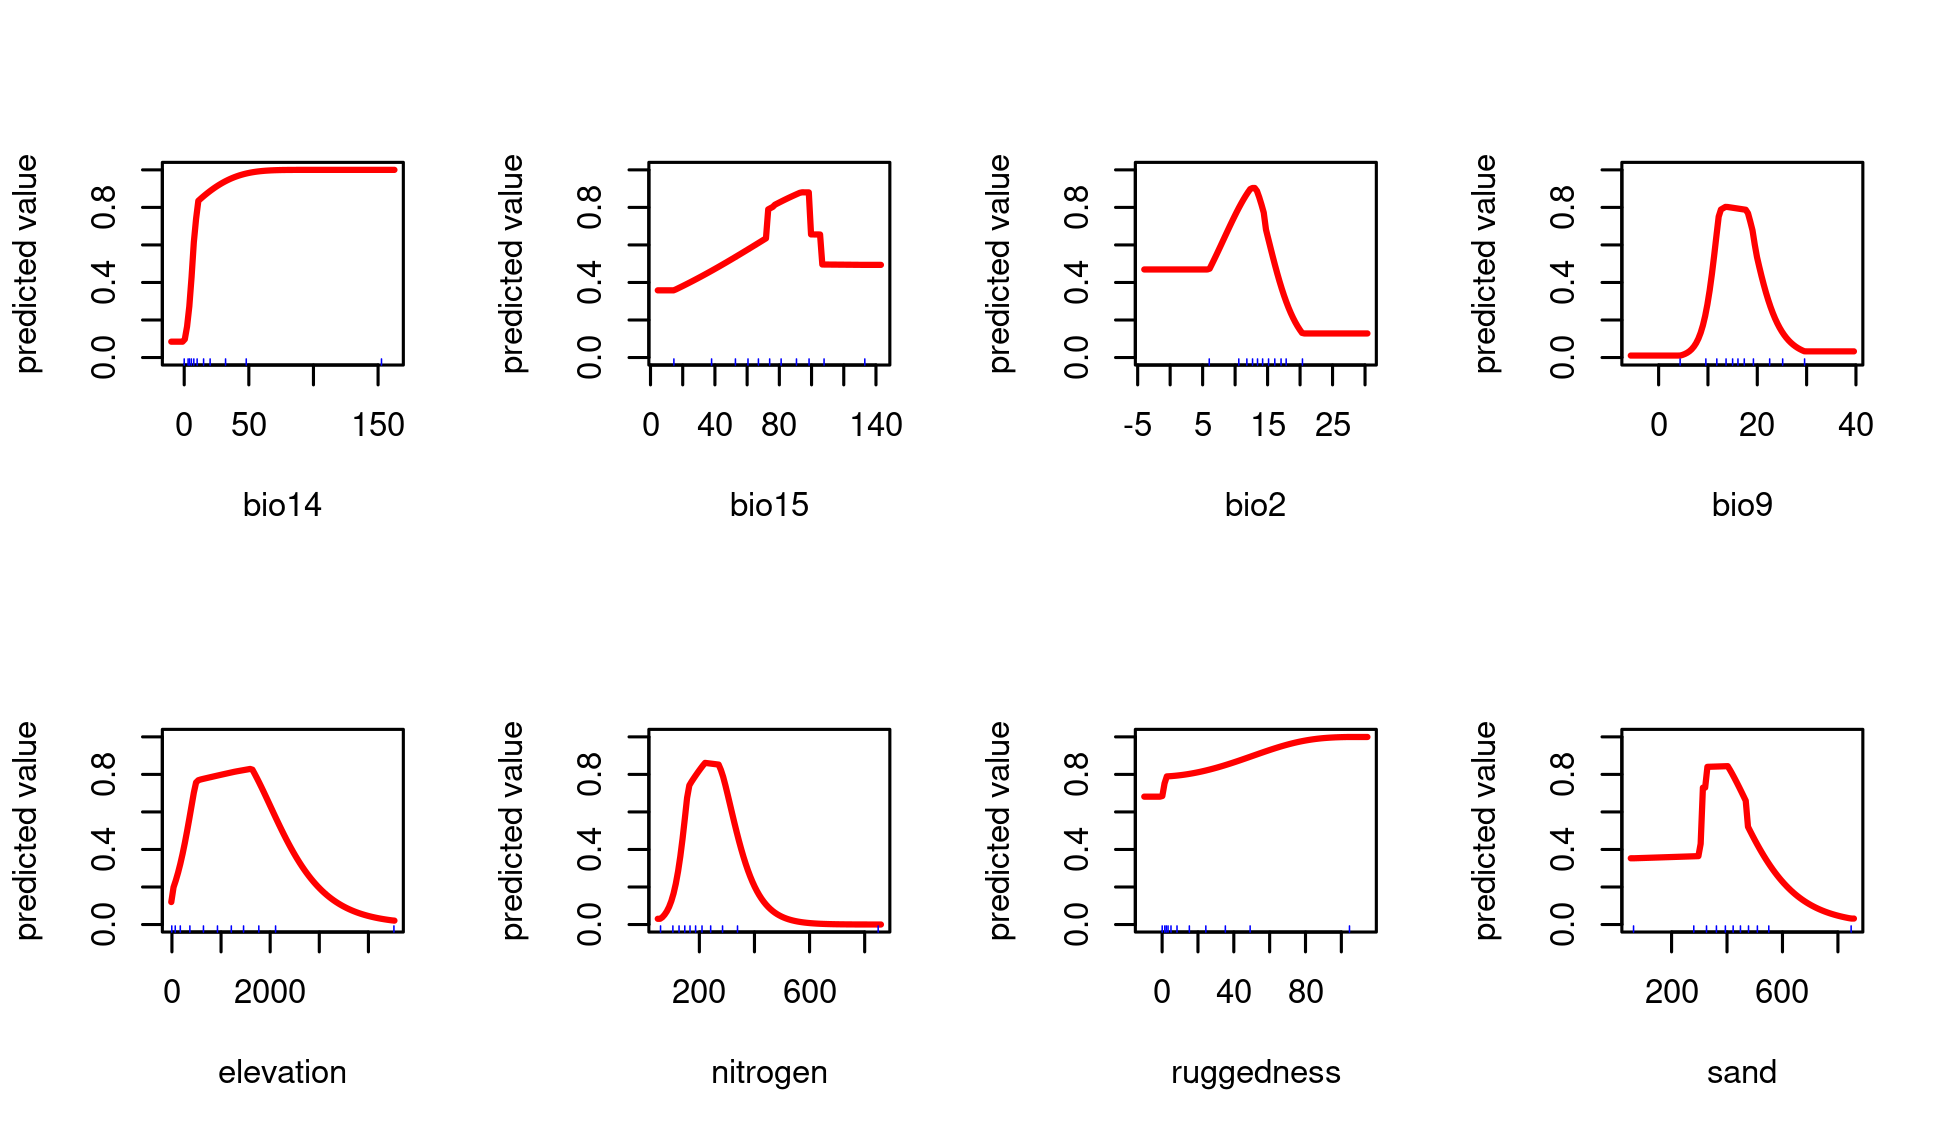 predicted value
0.0 0.4 0.8
0 50 150
bio14
predicted value
0.0 0.4 0.8
0 40 80 140
bio15
predicted value
0.0 0.4 0.8
-5 5 15 25
bio2
predicted value
0.0 0.4 0.8
0 20 40
bio9
predicted value
0.0 0.4 0.8
0 2000
elevation
predicted value
0.0 0.4 0.8
200 600
nitrogen
predicted value
0.0 0.4 0.8
0 40 80
ruggedness
predicted value
0.0 0.4 0.8
200 600
sand